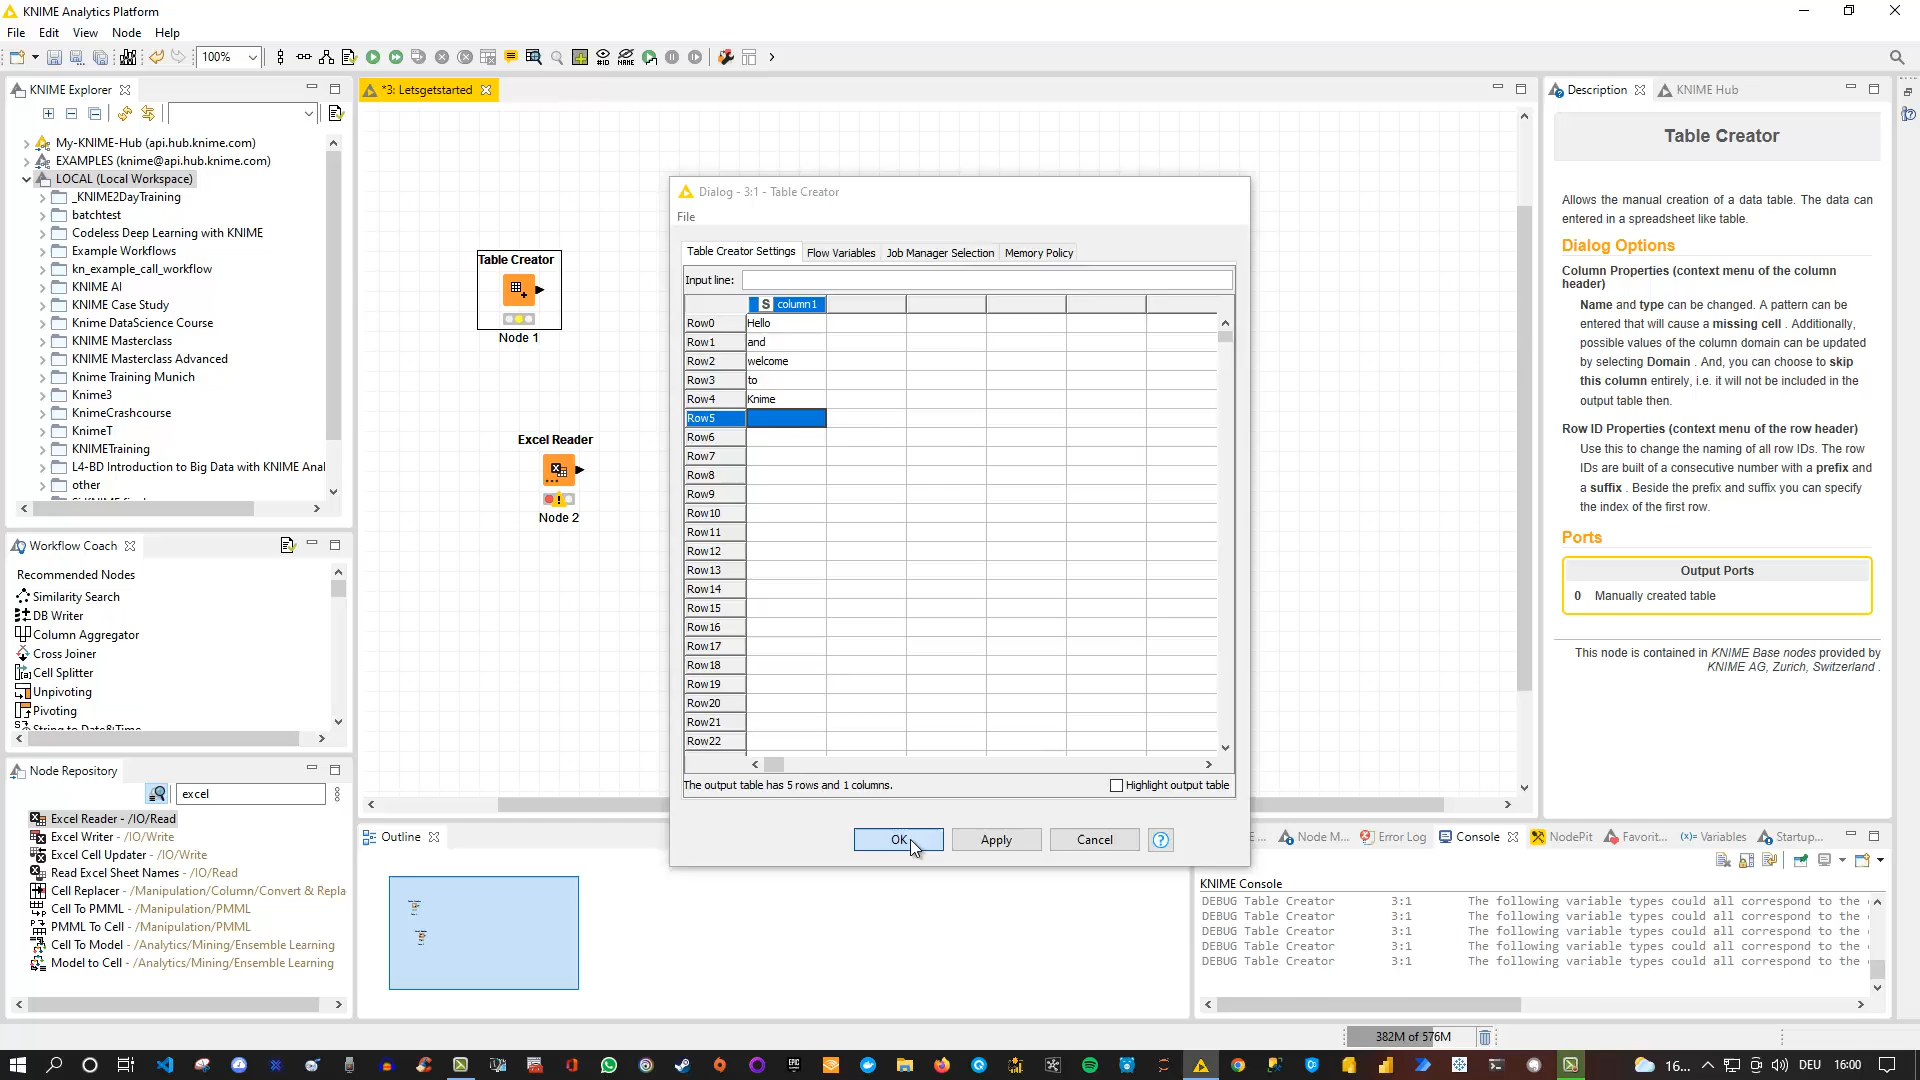 KNIME Analytics Platform
File Edit View Node Help
100%
KNIME Explorer
My-KNIME-Hub (api.hub.knime.com)
EXAMPLES (knime@api.hub.knime.com)
LOCAL (Local Workspace)
_KNIME2DayTraining
batchtest
Codeless Deep Learning with KNIME
Example Workflows
kn_example_call_workflow
KNIME AI
KNIME Case Study
Knime DataScience Course
KNIME Masterclass
KNIME Masterclass Advanced
Knime Training Munich
Knime3
KnimeCrashcourse
KnimeT
KNIMETraining
L4-BD Introduction to Big Data with KNIME Anal
other
Workflow Coach
Recommended Nodes
Similarity Search
DB Writer
Column Aggregator
Cross Joiner
Cell Splitter
Unpivoting
Pivoting
String to Date&Time
Node Repository
excel
Excel Reader - /IO/Read
Excel Writer - /IO/Write
Excel Cell Updater - /IO/Write
Read Excel Sheet Names - /IO/Read
Cell Replacer - /Manipulation/Column/Convert & Repla
Cell To PMML - /Manipulation/PMML
PMML To Cell - /Manipulation/PMML
Cell To Model - /Analytics/Mining/Ensemble Learning
Model to Cell - /Analytics/Mining/Ensemble Learning
*3: Letsgetstarted
Table Creator
Node 1
Excel Reader
Node 2
Outline
Dialog - 3:1 - Table Creator
File
Table Creator Settings Flow Variables Job Manager Selection Memory Policy
Input line:
S column1
Row0 Hello
Row1 and
Row2 welcome
Row3 to
Row4 Knime
Row5
Row6
Row7
Row8
Row9
Row10
Row11
Row12
Row13
Row14
Row15
Row16
Row17
Row18
Row19
Row20
Row21
Row22
The output table has 5 rows and 1 columns. Highlight output table
OK Apply Cancel ?
Description KNIME Hub
Table Creator
Allows the manual creation of a data table. The data can
entered in a spreadsheet like table.
Dialog Options
Column Properties (context menu of the column
header)
Name and type can be changed. A pattern can be
entered that will cause a missing cell . Additionally,
possible values of the column domain can be updated
by selecting Domain . And, you can choose to skip
this column entirely, i.e. it will not be included in the
output table then.
Row ID Properties (context menu of the row header)
Use this to change the naming of all row IDs. The row
IDs are built of a consecutive number with a prefix and
a suffix . Beside the prefix and suffix you can specify
the index of the first row.
Ports
Output Ports
0 Manually created table
This node is contained in KNIME Base nodes provided by
KNIME AG, Zurich, Switzerland .
E... Node M... Error Log Console NodePit Favorit... (x)= Variables Startup...
KNIME Console
DEBUG Table Creator 3:1 The following variable types could all correspond to the
DEBUG Table Creator 3:1 The following variable types could all correspond to the
DEBUG Table Creator 3:1 The following variable types could all correspond to the
DEBUG Table Creator 3:1 The following variable types could all correspond to the
DEBUG Table Creator 3:1 The following variable types could all correspond to the
382M of 576M
16... DEU 16:00